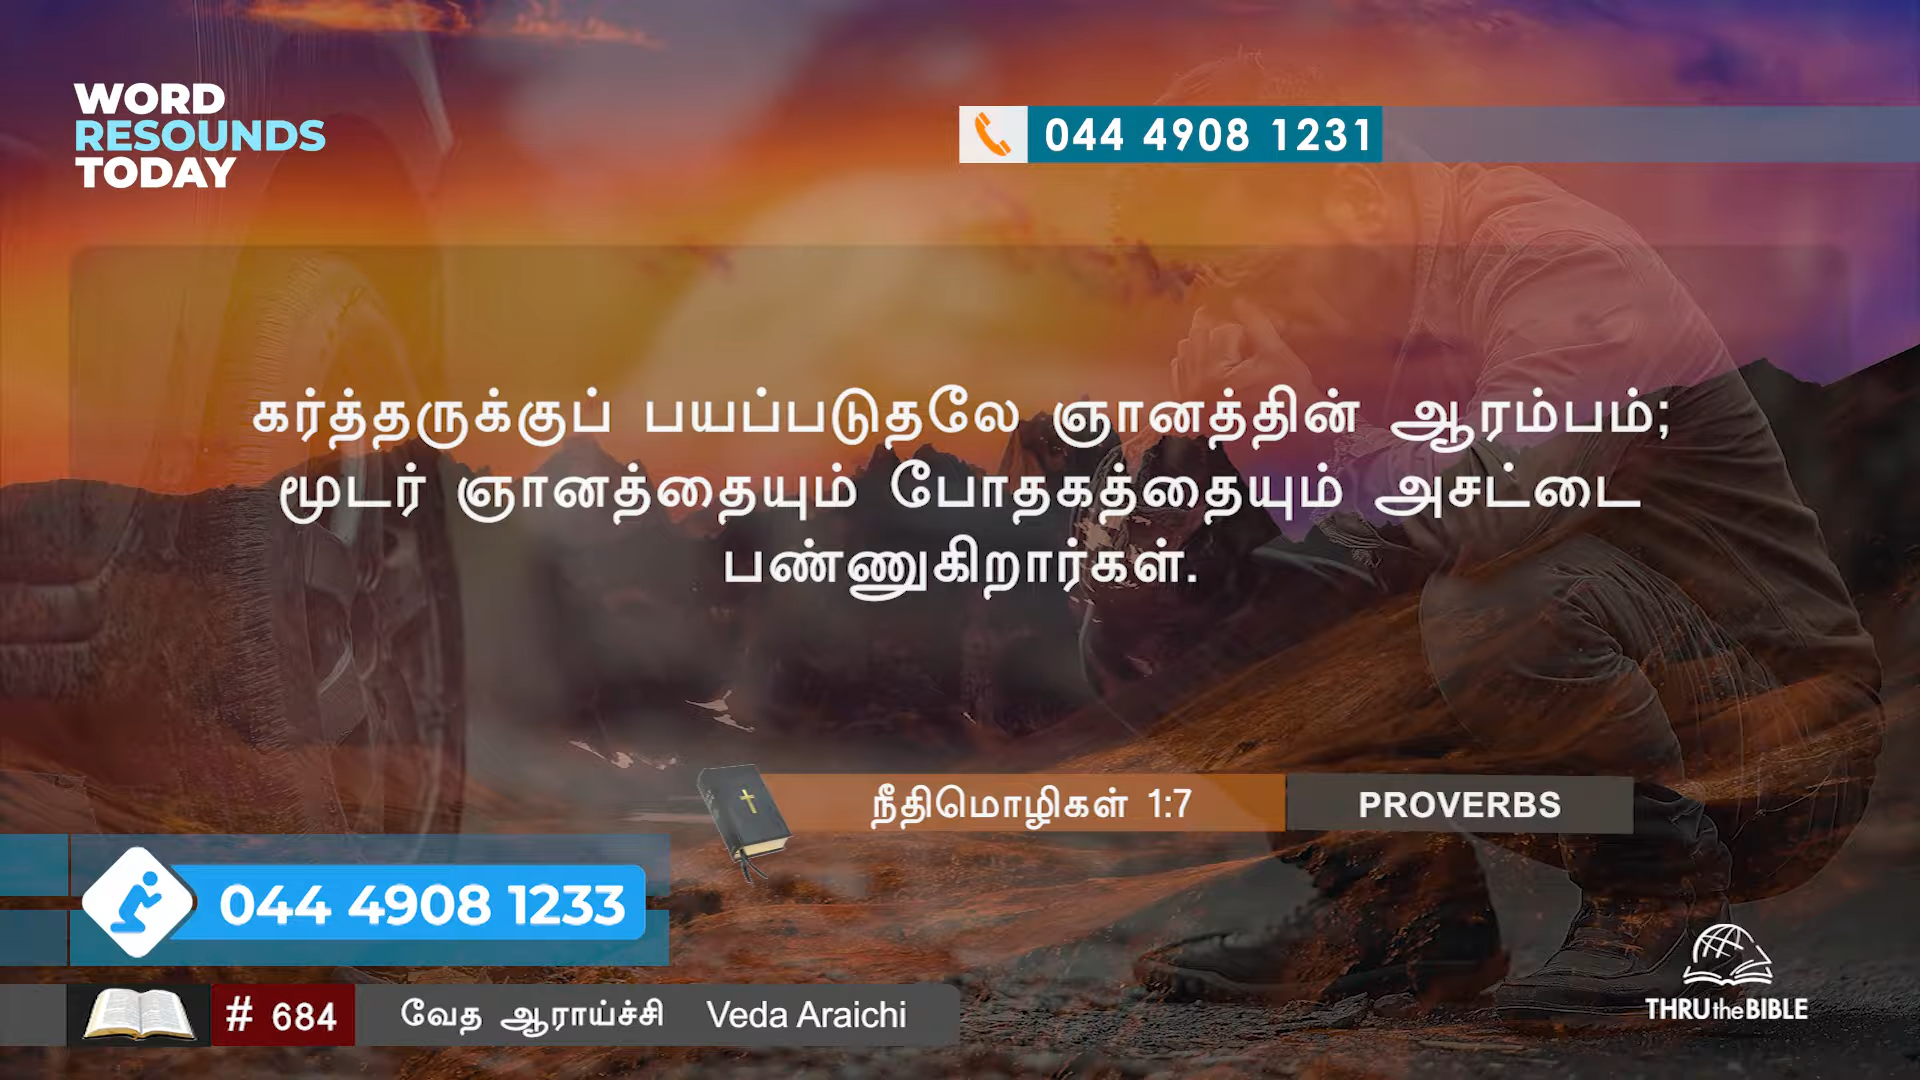 WORD
RESOUNDS
TODAY
044 4908 1231
கர்த்தருக்குப் பயப்படுதலே ஞானத்தின் ஆரம்பம்;
மூடர் ஞானத்தையும் போதகத்தையும் அசட்டை
பண்ணுகிறார்கள்.
நீதிமொழிகள் 1:7 PROVERBS
044 4908 1233
# 684 வேத ஆராய்ச்சி Veda Araichi
THRU the BIBLE